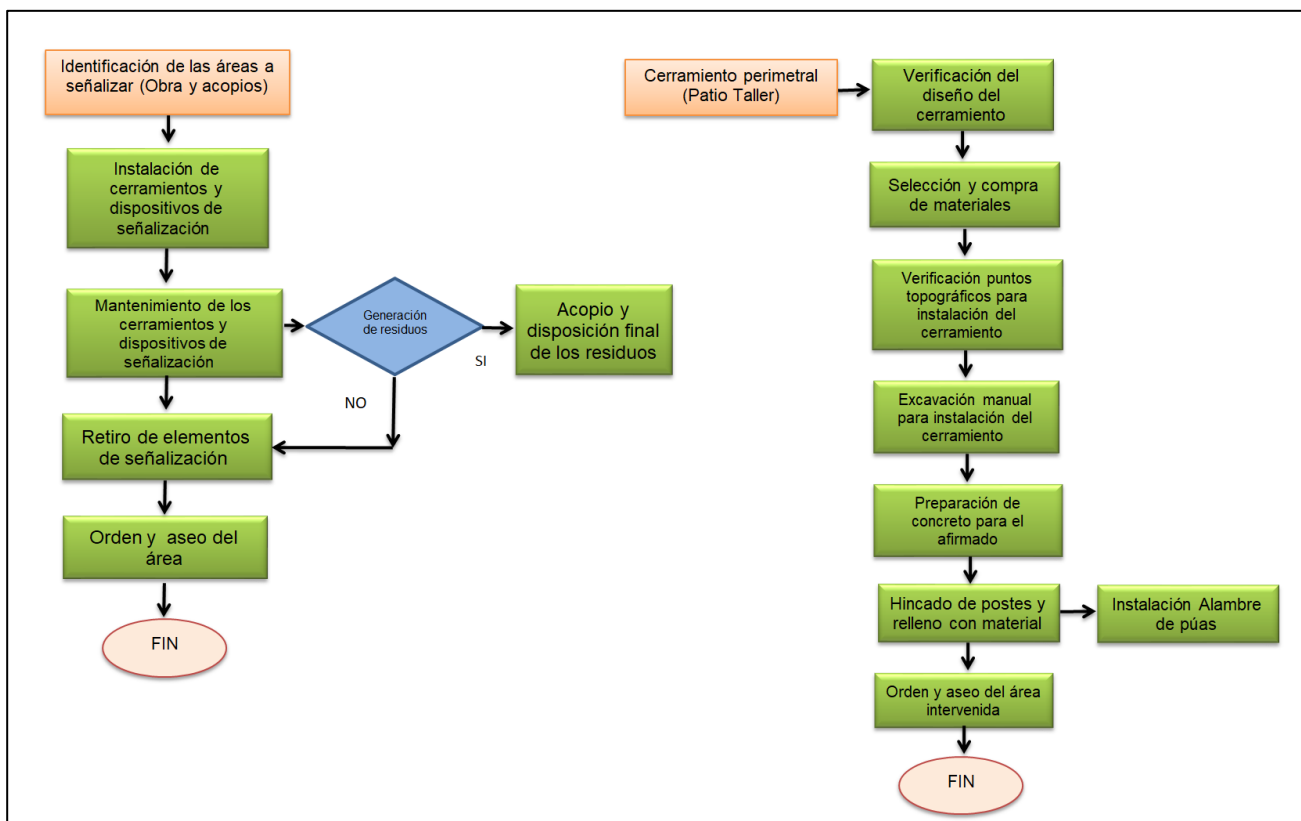 Identificación de las áreas a
señalizar (Obra y acopios)
Instalación de
cerramientos y
dispositivos de
señalización
Mantenimiento de los
cerramientos y
dispositivos de
señalización
Generación
de residuos
SI
Acopio y
disposición final
de los residuos
NO
Retiro de elementos
de señalización
Orden y aseo del
área
FIN
Cerramiento perimetral
(Patio Taller)
Verificación del
diseño del
cerramiento
Selección y compra
de materiales
Verificación puntos
topográficos para
instalación del
cerramiento
Excavación manual
para instalación del
cerramiento
Preparación de
concreto para el
afirmado
Hincado de postes y
relleno con material
Instalación Alambre
de púas
Orden y aseo del área
intervenida
FIN